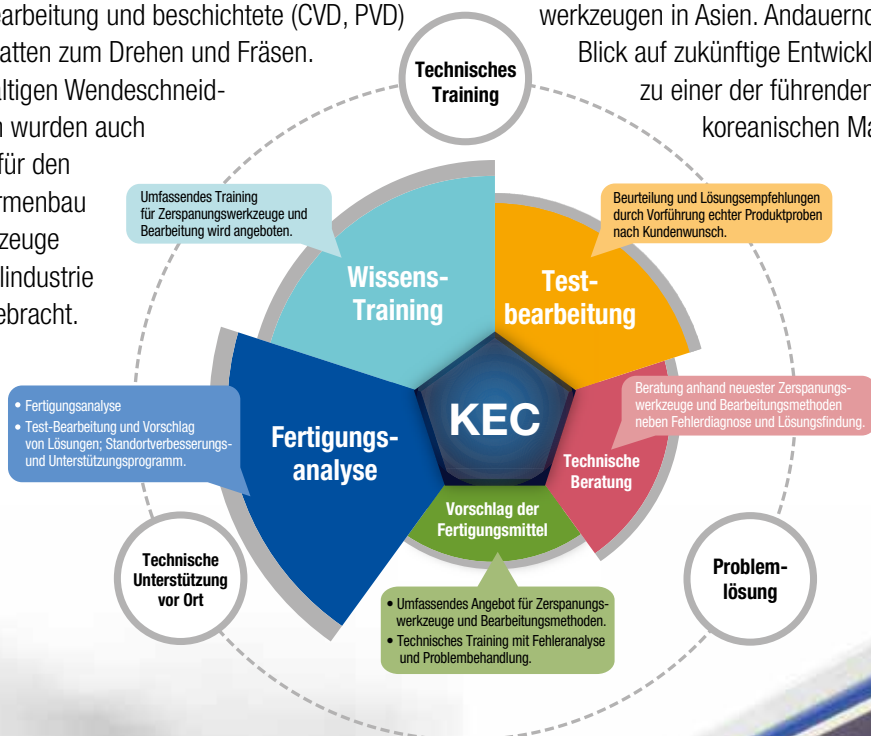 earbeitung und beschichtete (CVD, PVD)
atten zum Drehen und Fräsen.
ltigen Wendeschneid-
n wurden auch
für den
rmenbau
zeuge
lindustrie
ebracht.
werkzeugen in Asien. Andauernd
Blick auf zukünftige Entwickl
zu einer der führenden
koreanischen Ma
Technisches
Training
Umfassendes Training
für Zerspanungswerkzeuge und
Bearbeitung wird angeboten.
Beurteilung und Lösungsempfehlungen
durch Vorführung echter Produktproben
nach Kundenwunsch.
Wissens-
Training
Test-
bearbeitung
• Fertigungsanalyse
• Test-Bearbeitung und Vorschlag
von Lösungen; Standortverbesserungs-
und Unterstützungsprogramm.
Beratung anhand neuester Zerspanungs-
werkzeuge und Bearbeitungsmethoden
neben Fehlerdiagnose und Lösungsfindung.
KEC
Fertigungs-
analyse
Technische
Beratung
Vorschlag der
Fertigungsmittel
Technische
Unterstützung
vor Ort
Problem-
lösung
• Umfassendes Angebot für Zerspanungs-
werkzeuge und Bearbeitungsmethoden.
• Technisches Training mit Fehleranalyse
und Problembehandlung.